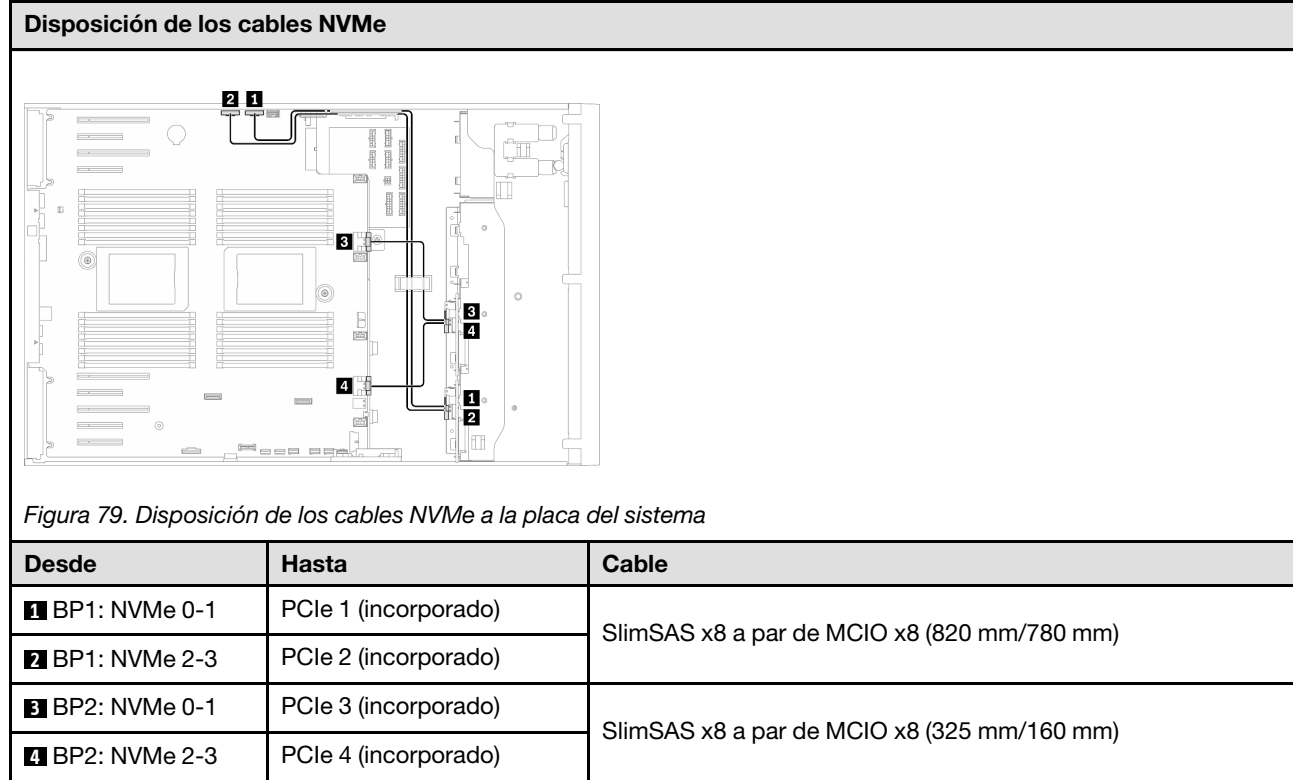 Disposición de los cables NVMe
2 1
3
3
4
4
1
2
Figura 79. Disposición de los cables NVMe a la placa del sistema
Desde Hasta Cable
1 BP1: NVMe 0-1 PCIe 1 (incorporado)
SlimSAS x8 a par de MCIO x8 (820 mm/780 mm)
2 BP1: NVMe 2-3 PCIe 2 (incorporado)
3 BP2: NVMe 0-1 PCIe 3 (incorporado)
SlimSAS x8 a par de MCIO x8 (325 mm/160 mm)
4 BP2: NVMe 2-3 PCIe 4 (incorporado)